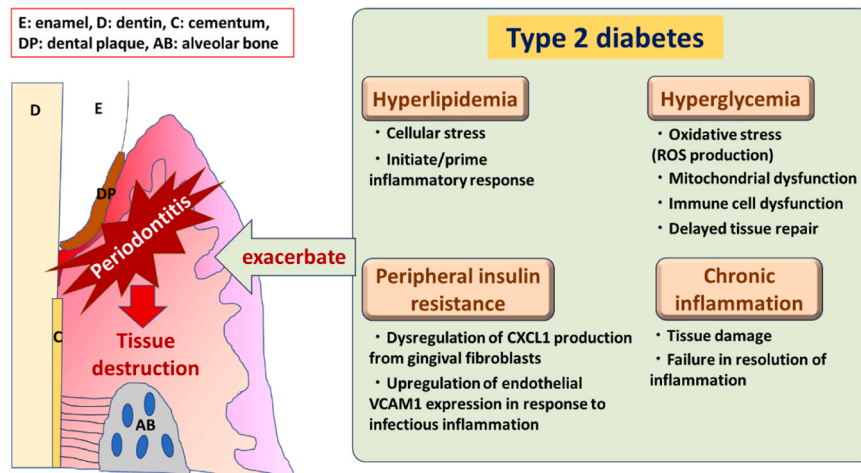 E: enamel, D: dentin, C: cementum,
DP: dental plaque, AB: alveolar bone
D
E
DP
Periodontitis
C
Tissue
destruction
AB
exacerbate
Type 2 diabetes
Hyperlipidemia
・Cellular stress
・Initiate/prime
inflammatory response
Hyperglycemia
・Oxidative stress
(ROS production)
・Mitochondrial dysfunction
・Immune cell dysfunction
・Delayed tissue repair
Peripheral insulin
resistance
・Dysregulation of CXCL1 production
from gingival fibroblasts
・Upregulation of endothelial
VCAM1 expression in response to
infectious inflammation
Chronic
inflammation
・Tissue damage
・Failure in resolution of
inflammation